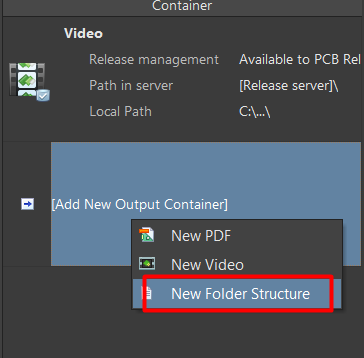 Container
Video
Release management Available to PCB Rel
Path in server [Release server]\
Local Path C:\...\
[Add New Output Container]
New PDF
New Video
New Folder Structure